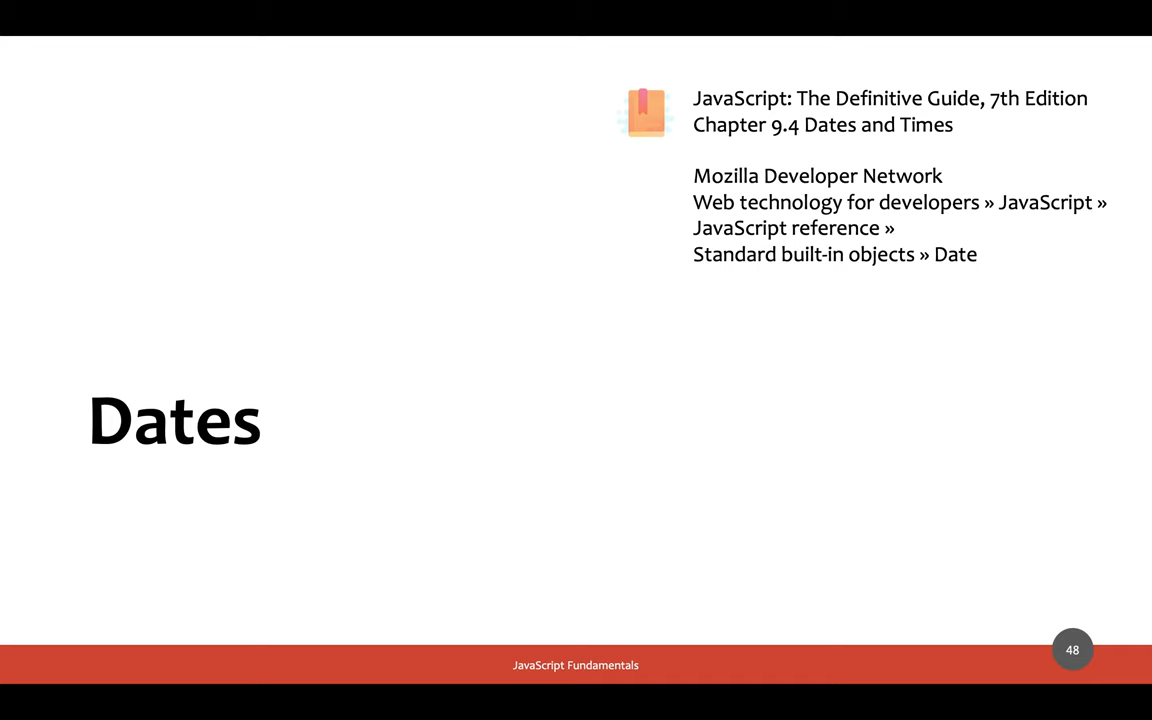 JavaScript: The Definitive Guide, 7th Edition
Chapter 9.4 Dates and Times
Mozilla Developer Network
Web technology for developers » JavaScript »
JavaScript reference »
Standard built-in objects » Date
Dates
JavaScript Fundamentals
48